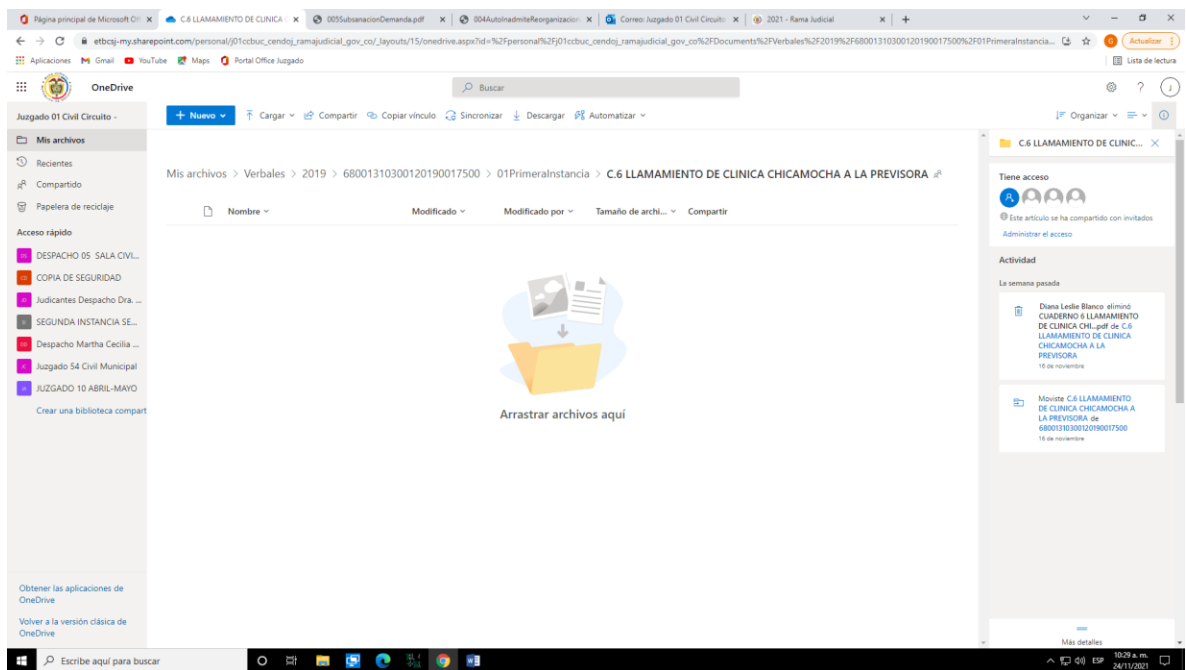 Página principal de Microsoft Of
C.6 LLAMAMIENTO DE CLINICA C
005SubsanacionDemanda.pdf
004AutoInadmiteReorganizacion
Correo: Juzgado 01 Civil Circuito
2021 - Rama Judicial
etbcsj-my.sharepoint.com/personal/j01ccbuc_cendoj_ramajudicial_gov_co/_layouts/15/onedrive.aspx?id=%2Fpersonal%2Fj01ccbuc_cendoj_ramajudicial_gov_co%2FDocuments%2FVerbales%2F2019%2F68001310300120190017500%2F01PrimeraInstancia...
G
Actualizar
Aplicaciones Gmail YouTube Maps Portal Office Juzgado
Lista de lectura
OneDrive
Buscar
?
J
Juzgado 01 Civil Circuito -
Nuevo Cargar Compartir Copiar vínculo Sincronizar Descargar Automatizar
Organizar
Mis archivos
Recientes
Compartido
Papelera de reciclaje
Acceso rápido
DESPACHO 05 SALA CIVI...
COPIA DE SEGURIDAD
Judicantes Despacho Dra. ...
SEGUNDA INSTANCIA SE...
Despacho Martha Cecilia ...
Juzgado 54 Civil Municipal
JUZGADO 10 ABRIL-MAYO
Crear una biblioteca compart
Obtener las aplicaciones de
OneDrive
Volver a la versión clásica de
OneDrive
Mis archivos > Verbales > 2019 > 68001310300120190017500 > 01PrimeraInstancia > C.6 LLAMAMIENTO DE CLINICA CHICAMOCHA A LA PREVISORA
Nombre Modificado Modificado por Tamaño de archi... Compartir
Arrastrar archivos aquí
C.6 LLAMAMIENTO DE CLINIC...
Tiene acceso
Este artículo se ha compartido con invitados
Administrar el acceso
Actividad
La semana pasada
Diana Leslie Blanco eliminó
CUADERNO 6 LLAMAMIENTO
DE CLINICA CHI...pdf de C.6
LLAMAMIENTO DE CLINICA
CHICAMOCHA A LA
PREVISORA
16 de noviembre
Moviste C.6 LLAMAMIENTO
DE CLINICA CHICAMOCHA A
LA PREVISORA de
68001310300120190017500
16 de noviembre
Más detalles
Escribe aquí para buscar
ESP
10:29 a. m.
24/11/2021